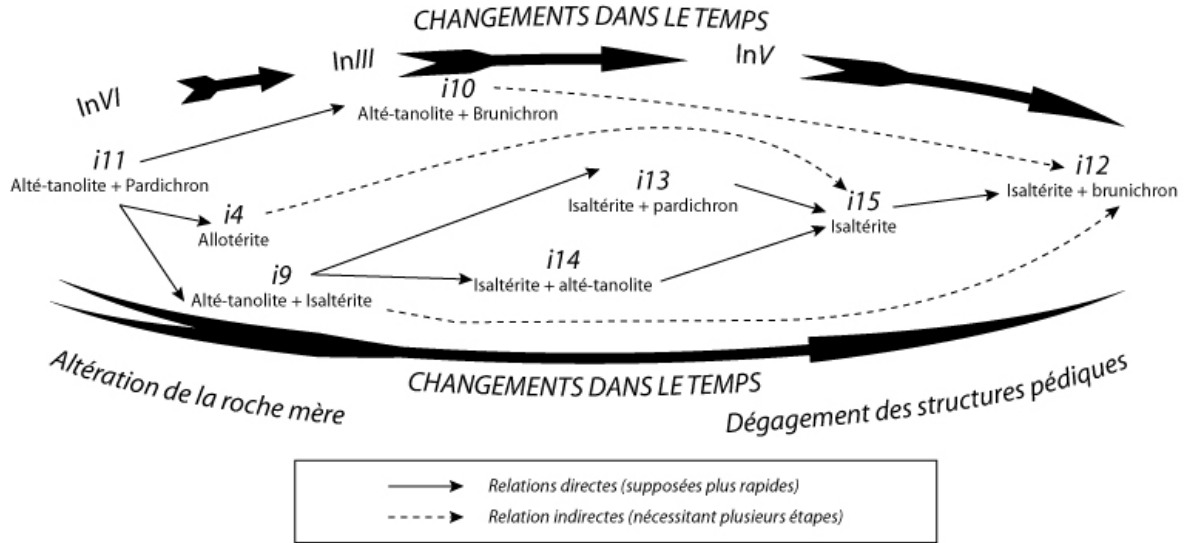 CHANGEMENTS DANS LE TEMPS
InVI
InIII
InV
i10
Alté-tanolite + Brunichron
i11
Alté-tanolite + Pardichron
i12
Isaltérite + brunichron
i13
Isaltérite + pardichron
i15
Isaltérite
i4
Allotérite
i14
Isaltérite + alté-tanolite
i9
Alté-tanolite + Isaltérite
Altération de la roche mère
CHANGEMENTS DANS LE TEMPS
Dégagement des structures pédiques
Relations directes (supposées plus rapides)
Relation indirectes (nécessitant plusieurs étapes)